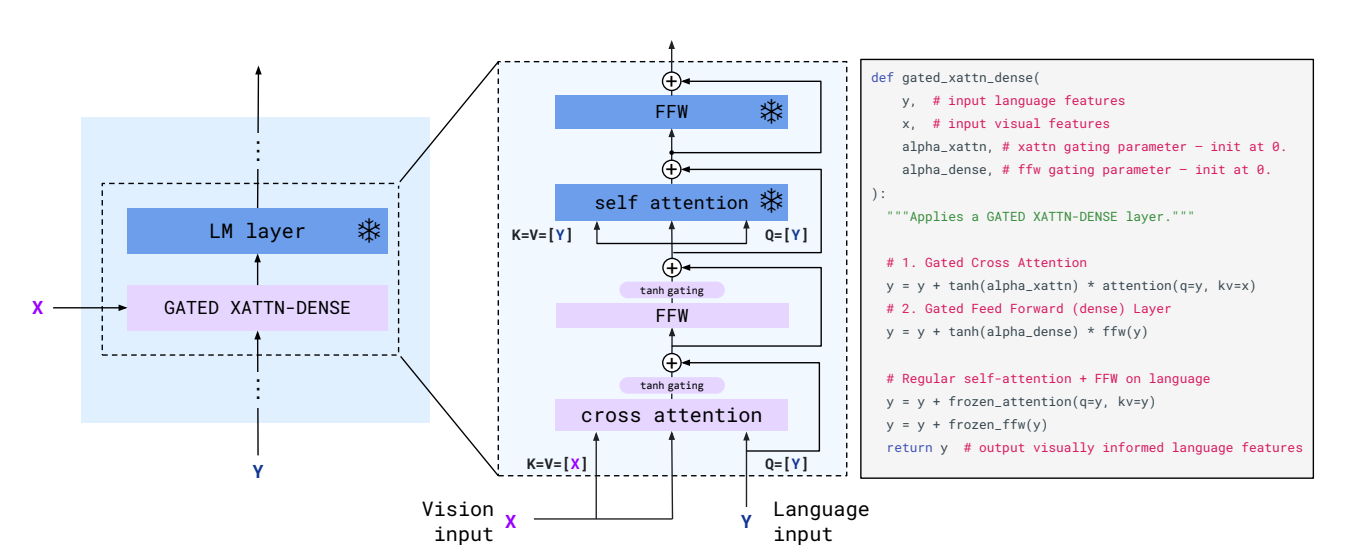 LM layer
X
GATED XATTN-DENSE
⋮
⋮
Y
+
FFW
+
self attention
K=V=[Y]
Q=[Y]
+
tanh gating
FFW
+
tanh gating
cross attention
K=V=[X]
Q=[Y]
Vision
input
X
Y
Language
input
def gated_xattn_dense(
    y,  # input language features
    x,  # input visual features
    alpha_xattn, # xattn gating parameter – init at 0.
    alpha_dense, # ffw gating parameter – init at 0.
):
  """Applies a GATED XATTN-DENSE layer."""
  # 1. Gated Cross Attention
  y = y + tanh(alpha_xattn) * attention(q=y, kv=x)
  # 2. Gated Feed Forward (dense) Layer
  y = y + tanh(alpha_dense) * ffw(y)
  # Regular self-attention + FFW on language
  y = y + frozen_attention(q=y, kv=y)
  y = y + frozen_ffw(y)
  return y  # output visually informed language features